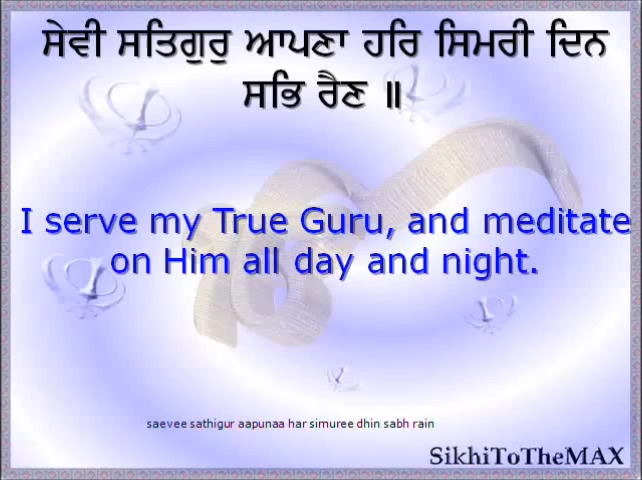 ਸੇਵੀ ਸਤਿਗੁਰੁ ਆਪਣਾ ਹਰਿ ਸਿਮਰੀ ਦਿਨ
ਸਭਿ ਰੈਣ ॥
I serve my True Guru, and meditate
on Him all day and night.
saevee sathigur aapunaa har simuree dhin sabh rain
SikhiToTheMAX